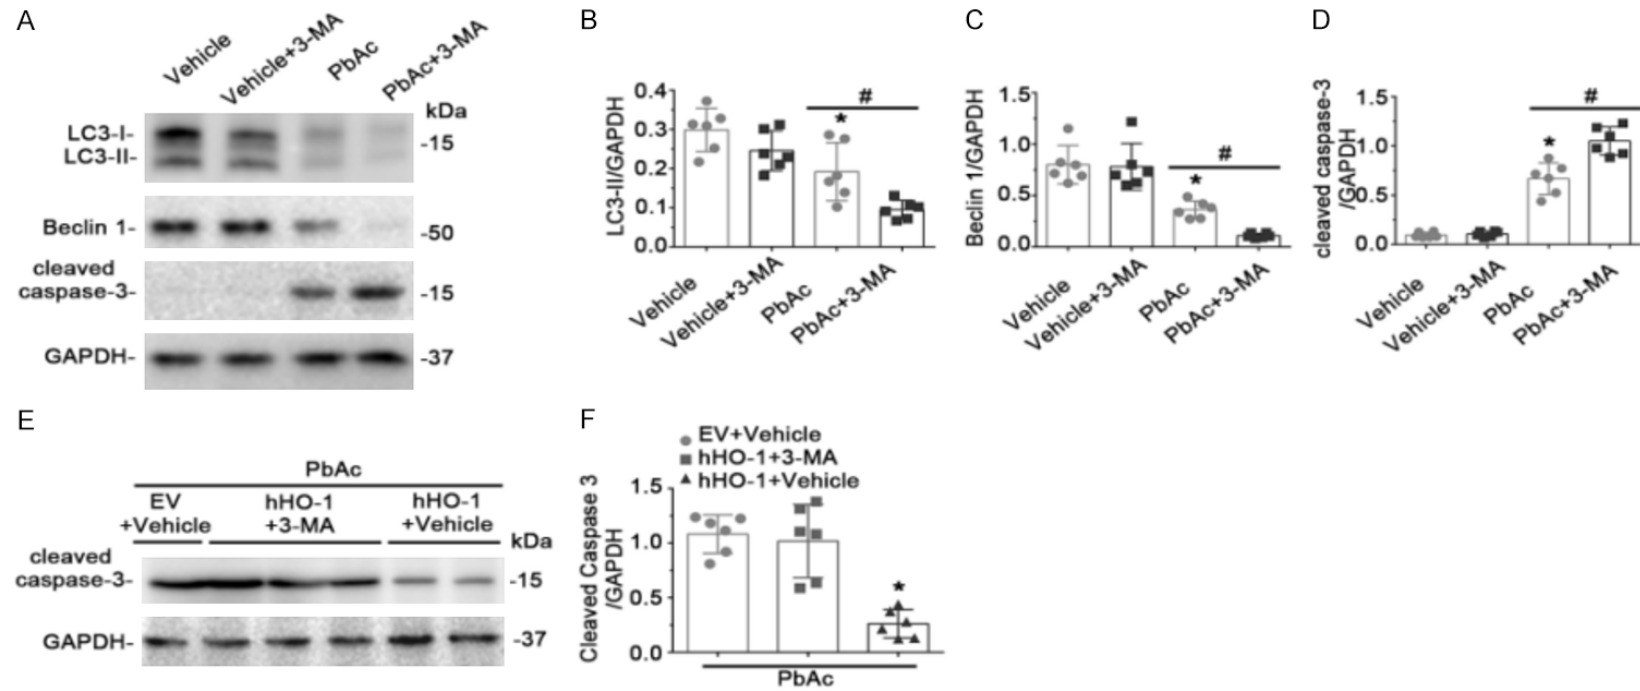 A
Vehicle
Vehicle+3-MA
PbAc
PbAc+3-MA
kDa
LC3-I-
-15
LC3-II-
Beclin 1-
-50
cleaved
caspase-3-
-15
GAPDH-
-37
B
LC3-II/GAPDH
0.4
0.3
0.2
0.1
0.0
*
#
Vehicle
Vehicle+3-MA
PbAc
PbAc+3-MA
C
Beclin 1/GAPDH
1.5
1.0
0.5
0.0
*
#
Vehicle
Vehicle+3-MA
PbAc
PbAc+3-MA
D
cleaved caspase-3
/GAPDH
1.5
1.0
0.5
0.0
*
#
Vehicle
Vehicle+3-MA
PbAc
PbAc+3-MA
E
PbAc
EV
+Vehicle
hHO-1
+3-MA
hHO-1
+Vehicle
kDa
cleaved
caspase-3-
-15
GAPDH-
-37
F
EV+Vehicle
hHO-1+3-MA
hHO-1+Vehicle
Cleaved Caspase 3
/GAPDH
1.5
1.0
0.5
0.0
*
PbAc